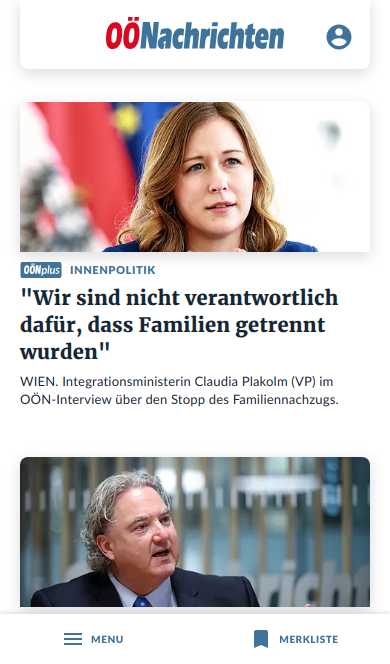 OÖNachrichten
OÖNplus INNENPOLITIK
"Wir sind nicht verantwortlich
dafür, dass Familien getrennt
wurden"
WIEN. Integrationsministerin Claudia Plakolm (VP) im
OÖN-Interview über den Stopp des Familiennachzugs.
MENU MERKLISTE